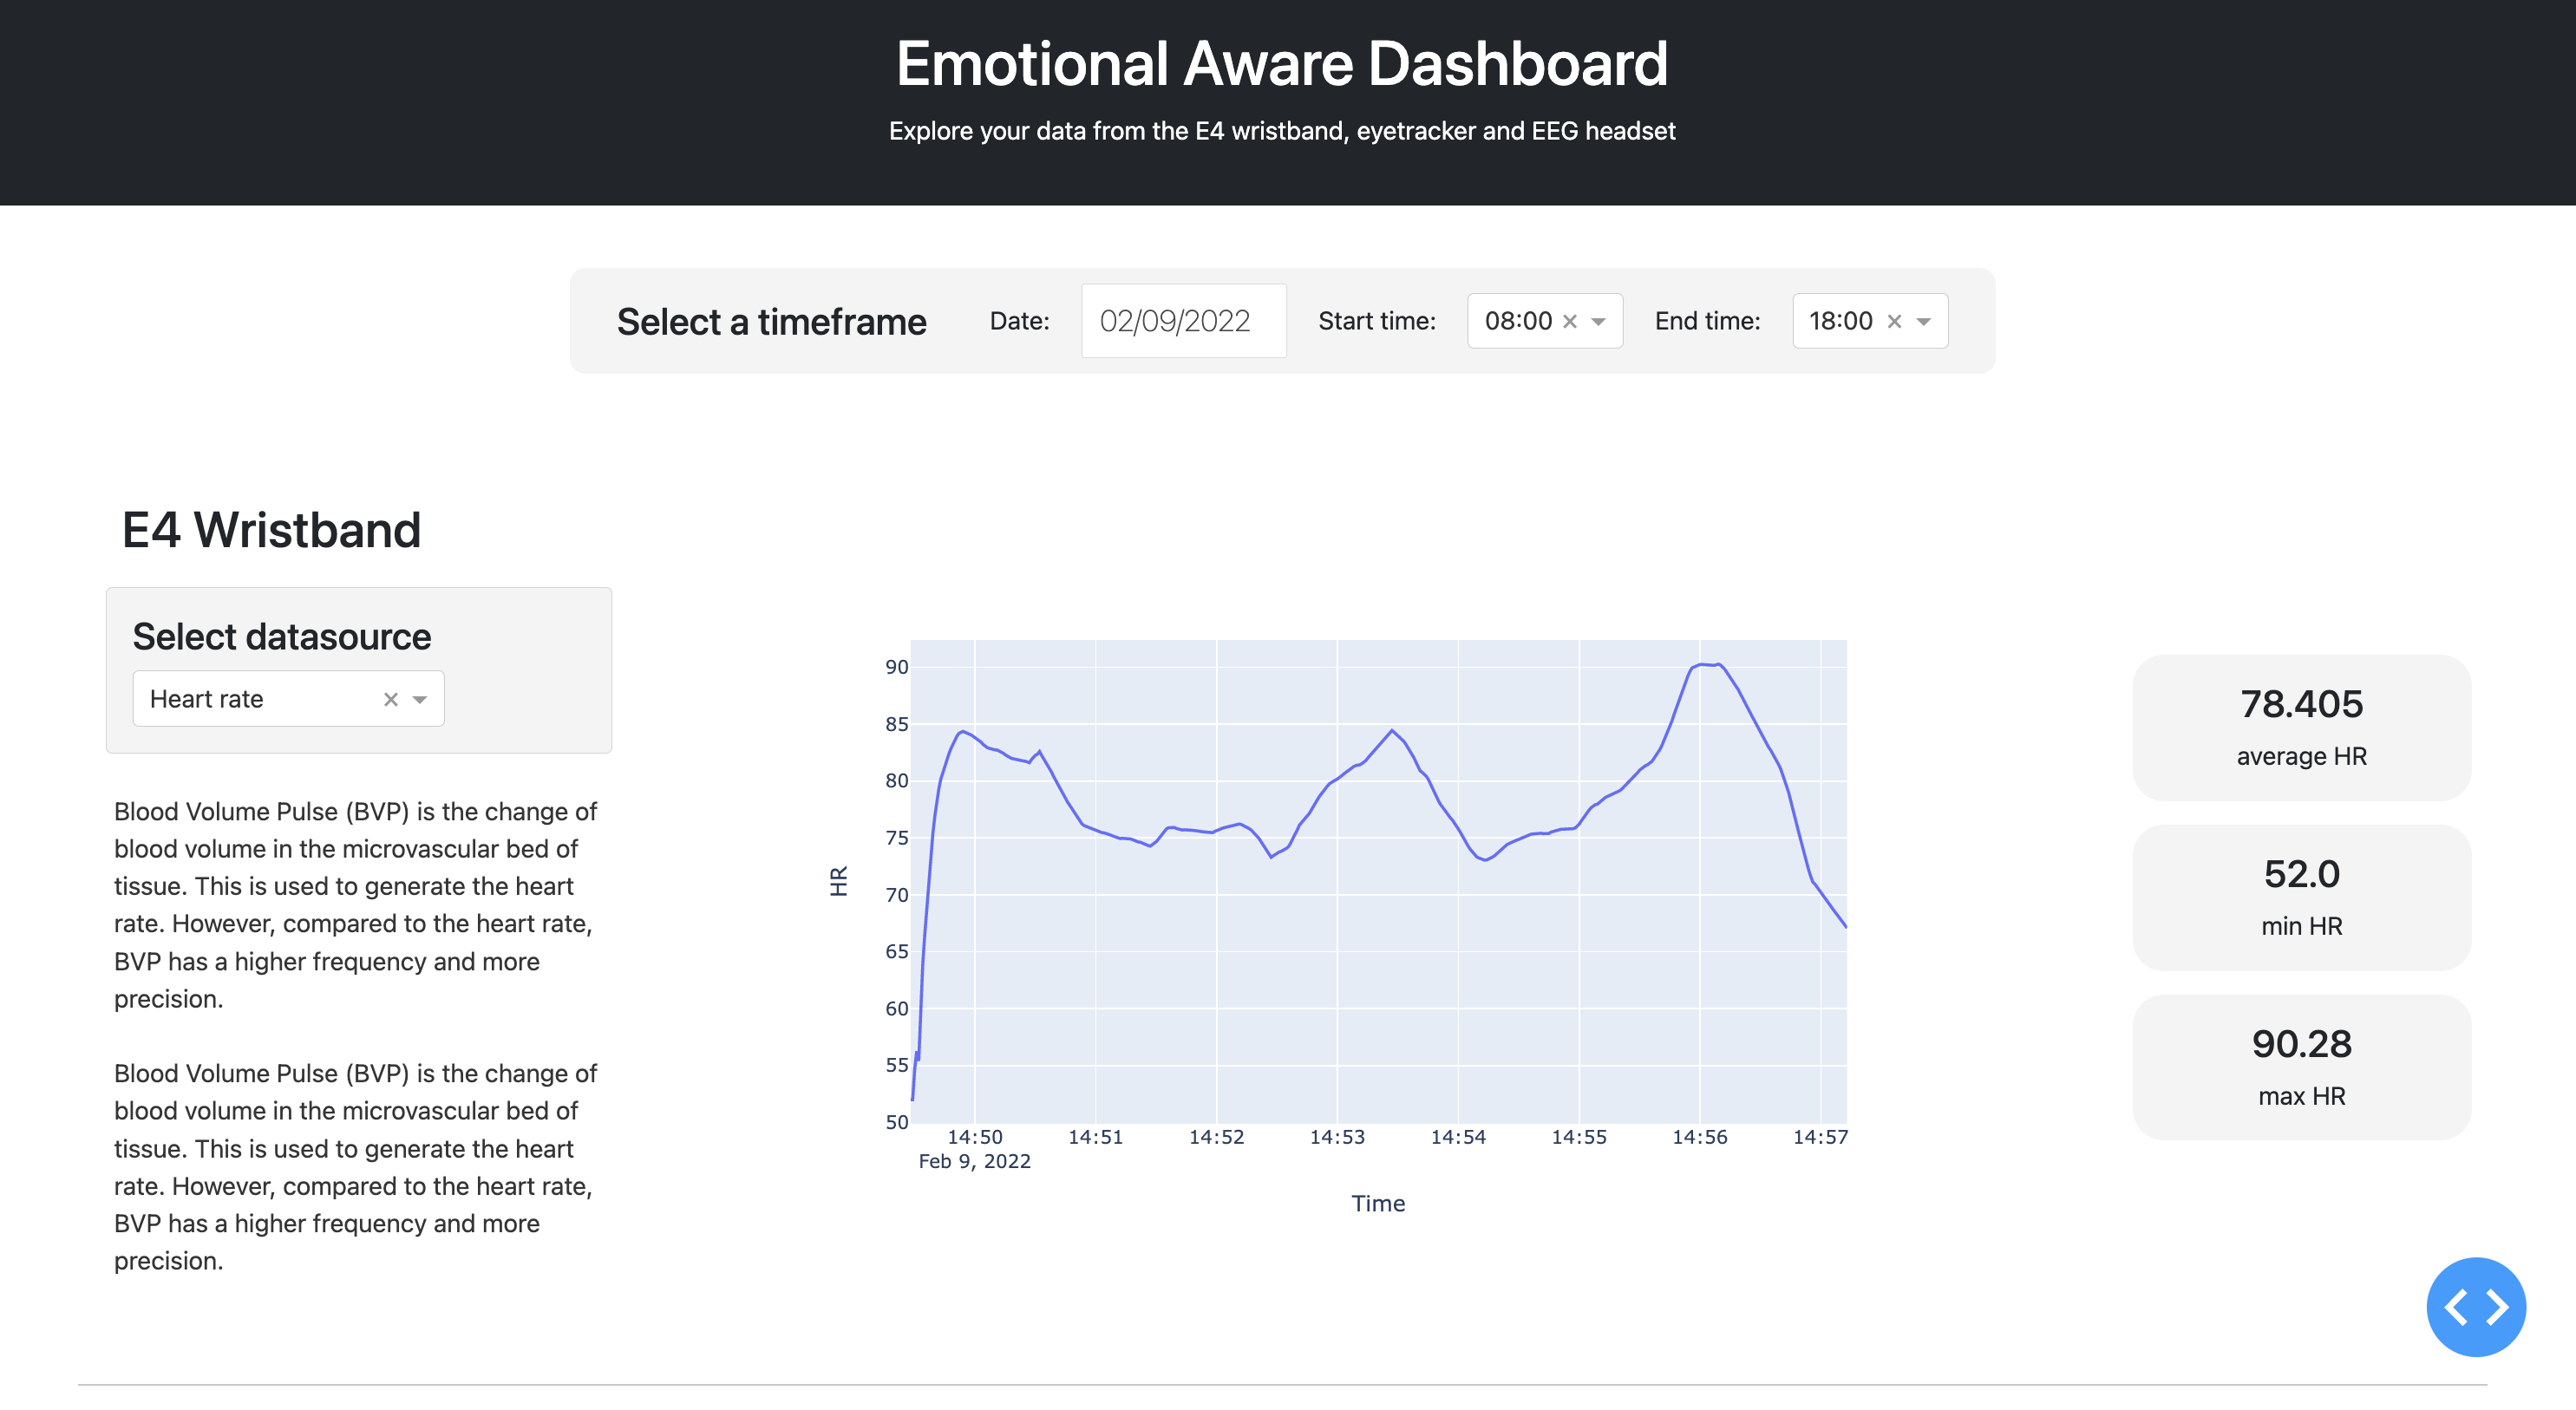 Emotional Aware Dashboard
Explore your data from the E4 wristband, eyetracker and EEG headset
Select a timeframe
Date:
02/09/2022
Start time:
08:00
End time:
18:00
E4 Wristband
Select datasource
Heart rate
Blood Volume Pulse (BVP) is the change of
blood volume in the microvascular bed of
tissue. This is used to generate the heart
rate. However, compared to the heart rate,
BVP has a higher frequency and more
precision.
Blood Volume Pulse (BVP) is the change of
blood volume in the microvascular bed of
tissue. This is used to generate the heart
rate. However, compared to the heart rate,
BVP has a higher frequency and more
precision.
HR
90
85
80
75
70
65
60
55
50
14:50
14:51
14:52
14:53
14:54
14:55
14:56
14:57
Feb 9, 2022
Time
78.405
average HR
52.0
min HR
90.28
max HR